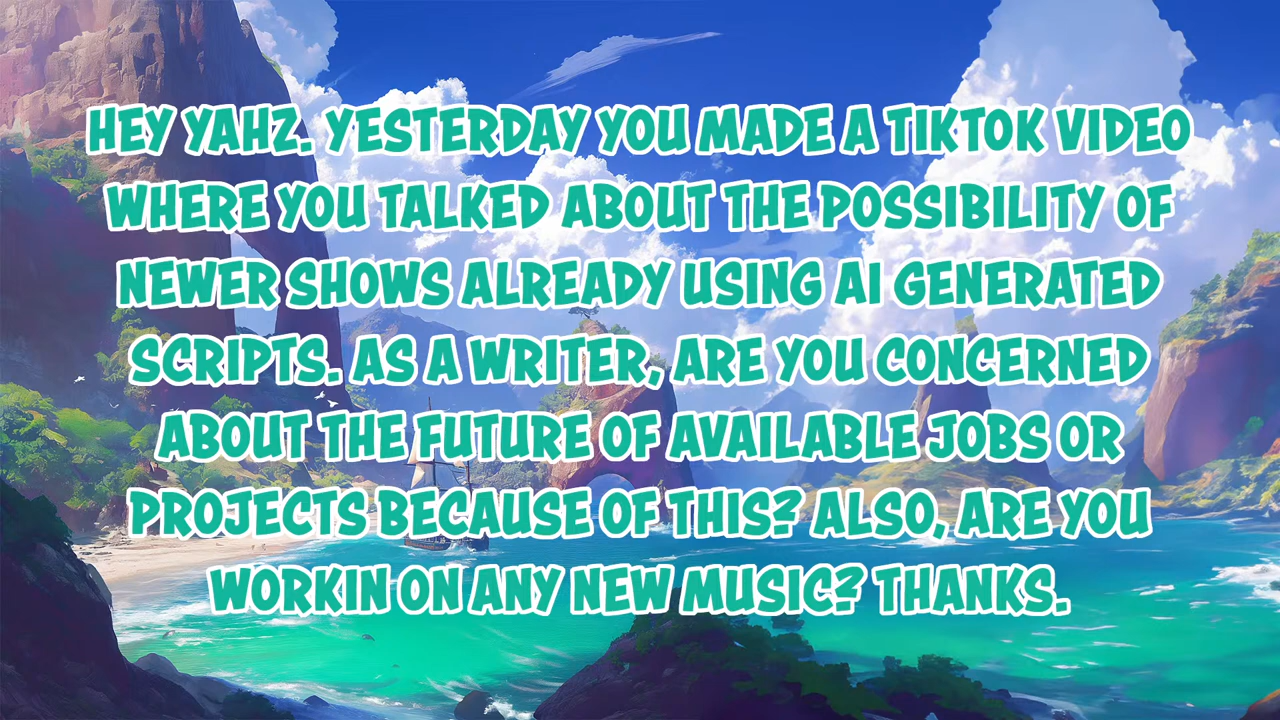 HEY YAHZ. YESTERDAY YOU MADE A TIKTOK VIDEO
WHERE YOU TALKED ABOUT THE POSSIBILITY OF
NEWER SHOWS ALREADY USING AI GENERATED
SCRIPTS. AS A WRITER, ARE YOU CONCERNED
ABOUT THE FUTURE OF AVAILABLE JOBS OR
PROJECTS BECAUSE OF THIS? ALSO, ARE YOU
WORKIN ON ANY NEW MUSIC? THANKS.